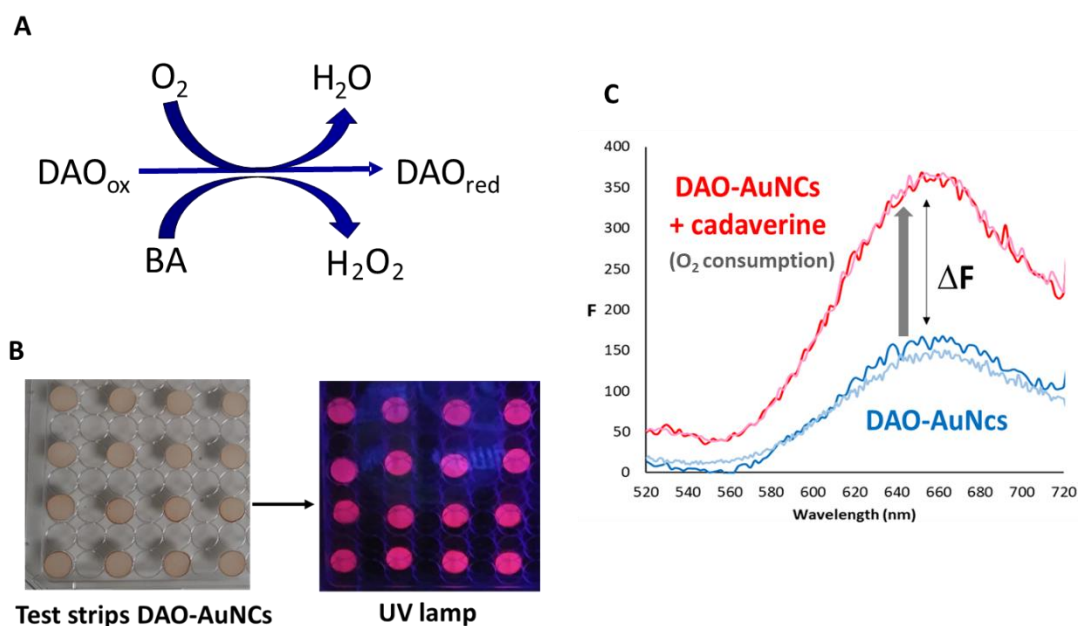 A
O2
H2O
DAOox
DAOred
BA
H2O2
B
Test strips DAO-AuNCs
UV lamp
C
400
350
300
250
200
150
100
50
0
F
DAO-AuNCs
+ cadaverine
(O2 consumption)
ΔF
DAO-AuNcs
520 540 560 580 600 620 640 660 680 700 720
Wavelength (nm)